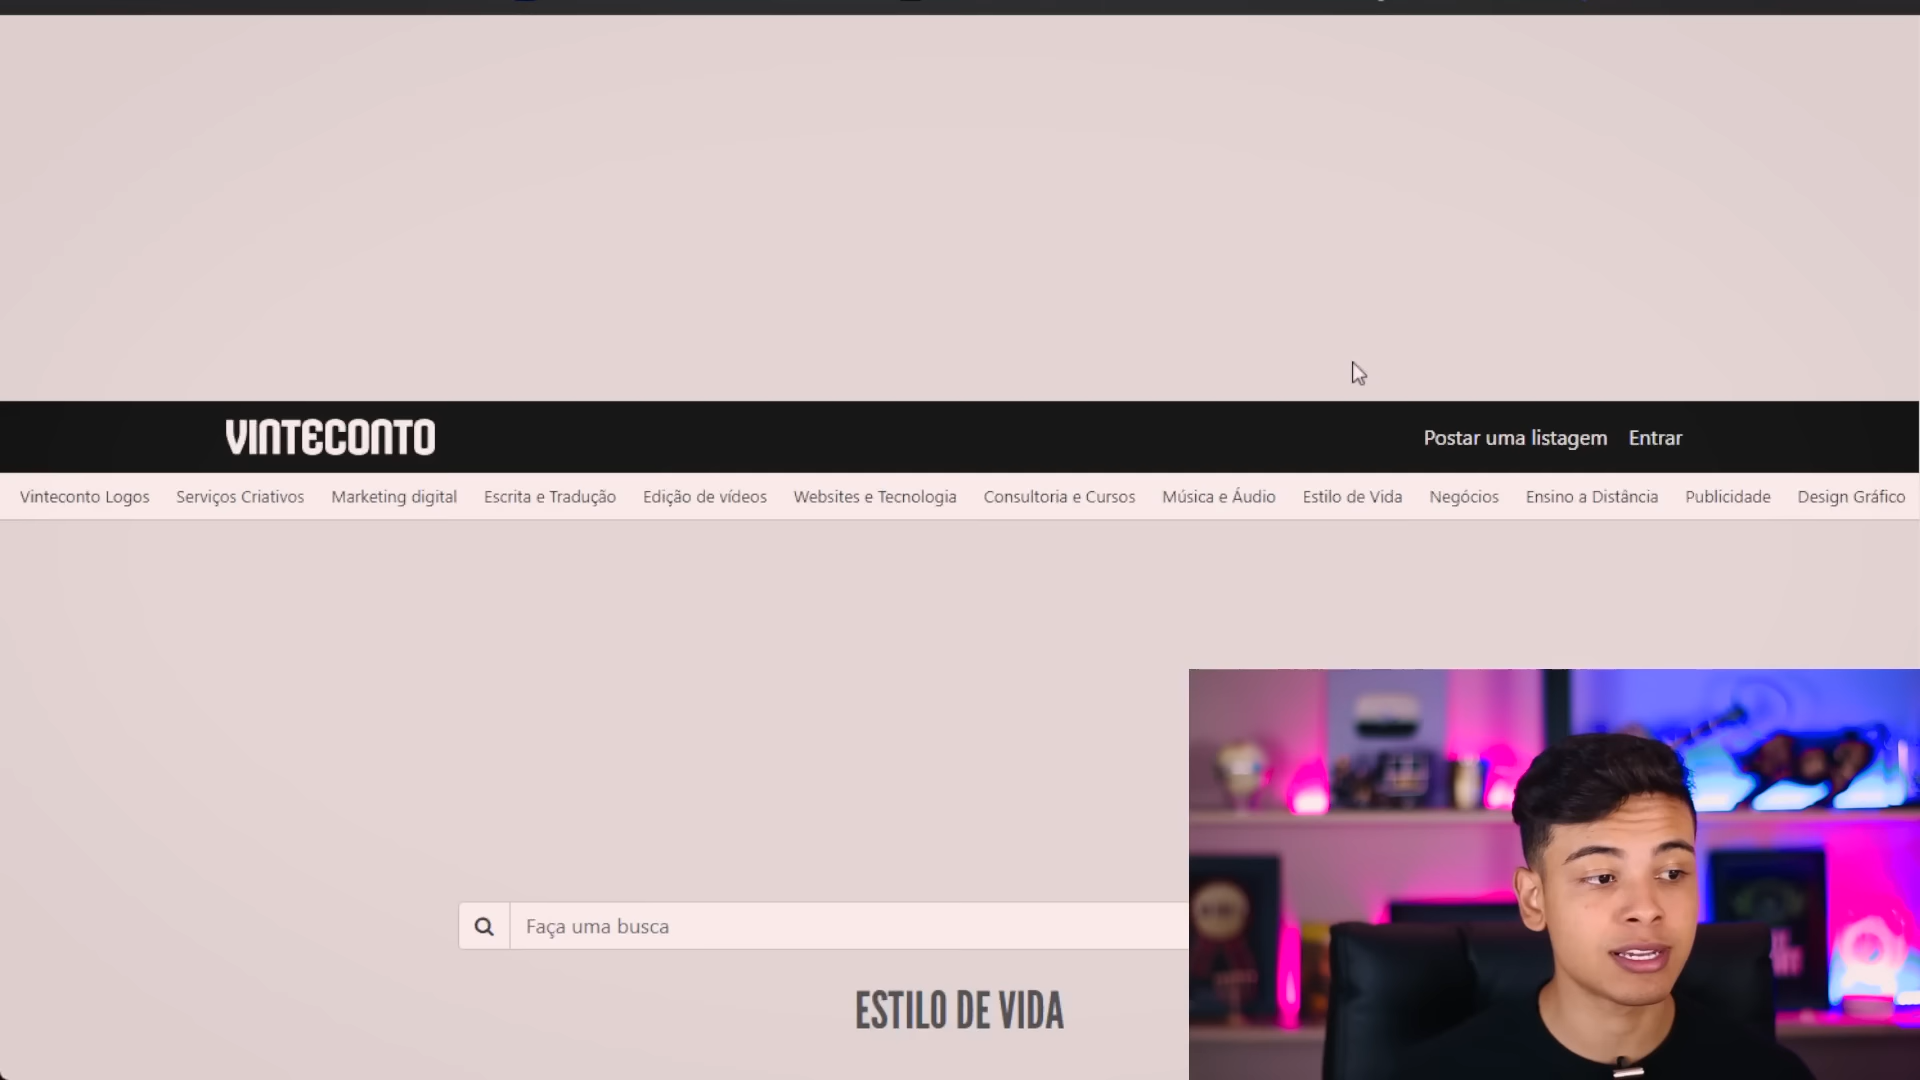 VINTECONTO
Postar uma listagem Entrar
Vinteconto Logos Serviços Criativos Marketing digital Escrita e Tradução Edição de vídeos Websites e Tecnologia Consultoria e Cursos Música e Áudio Estilo de Vida Negócios Ensino a Distância Publicidade Design Gráfico
Faça uma busca
ESTILO DE VIDA